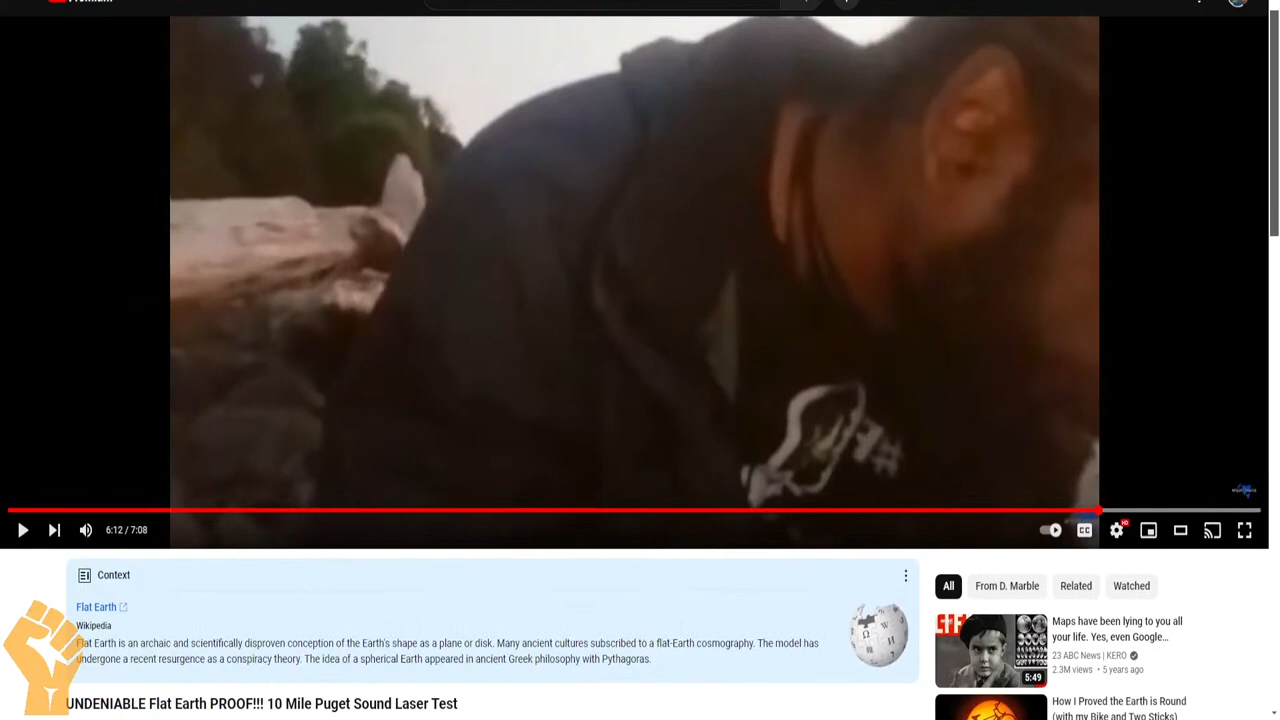 Premium
6:12 / 7:08
CC
HD
Context
Flat Earth
Wikipedia
Flat Earth is an archaic and scientifically disproven conception of the Earth's shape as a plane or disk. Many ancient cultures subscribed to a flat-Earth cosmography. The model has
undergone a recent resurgence as a conspiracy theory. The idea of a spherical Earth appeared in ancient Greek philosophy with Pythagoras.
UNDENIABLE Flat Earth PROOF!!! 10 Mile Puget Sound Laser Test
All
From D. Marble
Related
Watched
5:49
Maps have been lying to you all
your life. Yes, even Google...
23 ABC News | KERO
2.3M views • 5 years ago
How I Proved the Earth is Round
(with my Bike and Two Sticks)